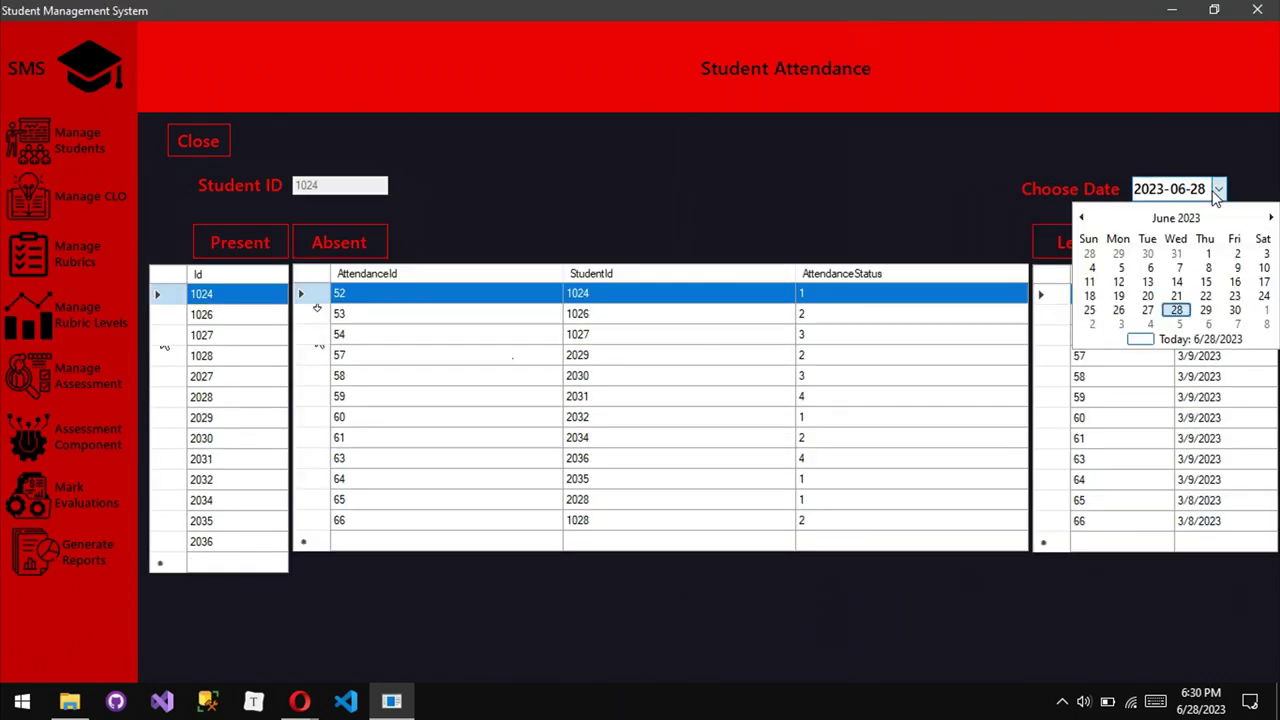 Student Management System
SMS
Student Attendance
Manage
Students
Manage CLO
Manage
Rubrics
Manage
Rubric Levels
Manage
Assessment
Assessment
Component
Mark
Evaluations
Generate
Reports
Close
Student ID 1024
Choose Date 2023-06-28
Present Absent Le
June 2023
Sun Mon Tue Wed Thu Fri Sat
28 29 30 31 1 2 3
4 5 6 7 8 9 10
11 12 13 14 15 16 17
18 19 20 21 22 23 24
25 26 27 28 29 30 1
2 3 4 5 6 7 8
Today: 6/28/2023
Id
1024
1026
1027
1028
2027
2028
2029
2030
2031
2032
2034
2035
2036
AttendanceId StudentId AttendanceStatus
52 1024 1
53 1026 2
54 1027 3
57 2029 2
58 2030 3
59 2031 4
60 2032 1
61 2034 2
63 2036 4
64 2035 1
65 2028 1
66 1028 2
57 3/9/2023
58 3/9/2023
59 3/9/2023
60 3/9/2023
61 3/9/2023
63 3/9/2023
64 3/9/2023
65 3/8/2023
66 3/8/2023
T
6:30 PM
6/28/2023